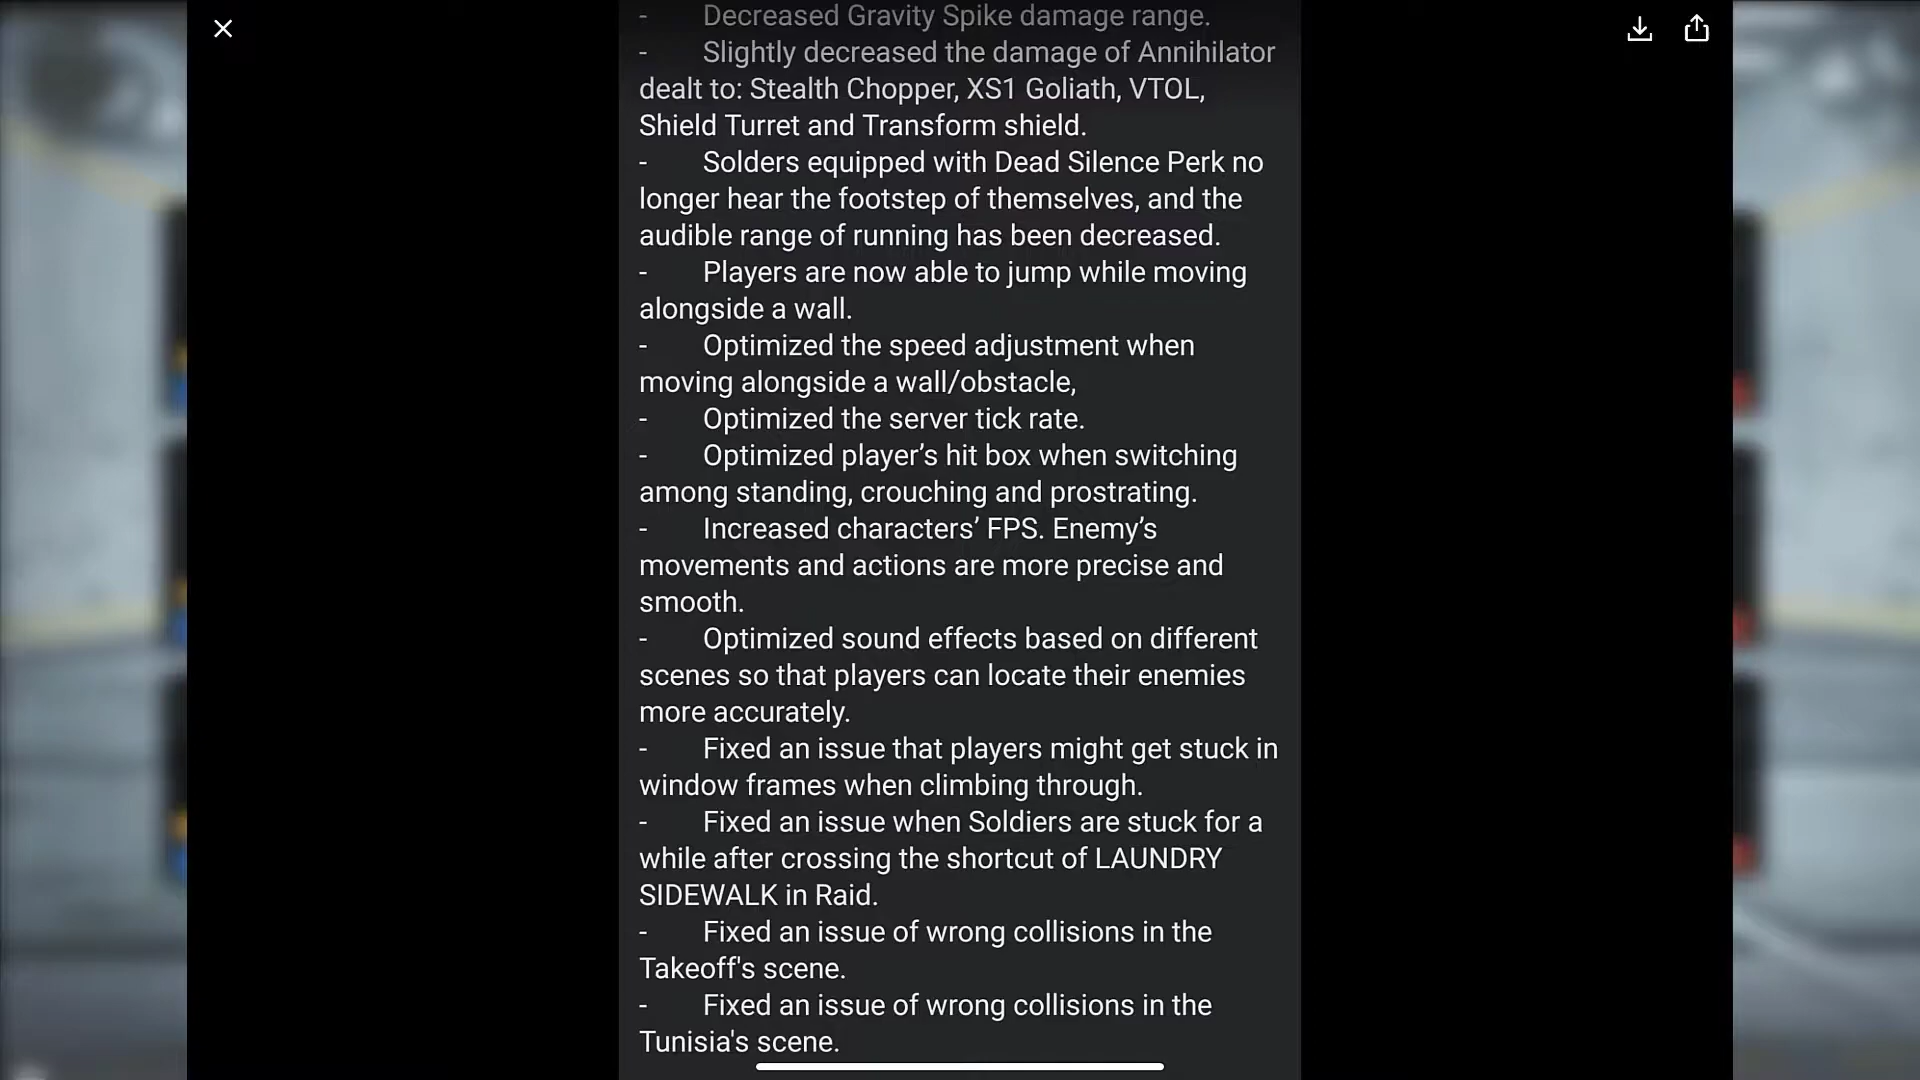 - Decreased Gravity Spike damage range.
- Slightly decreased the damage of Annihilator
dealt to: Stealth Chopper, XS1 Goliath, VTOL,
Shield Turret and Transform shield.
- Solders equipped with Dead Silence Perk no
longer hear the footstep of themselves, and the
audible range of running has been decreased.
- Players are now able to jump while moving
alongside a wall.
- Optimized the speed adjustment when
moving alongside a wall/obstacle,
- Optimized the server tick rate.
- Optimized player’s hit box when switching
among standing, crouching and prostrating.
- Increased characters’ FPS. Enemy’s
movements and actions are more precise and
smooth.
- Optimized sound effects based on different
scenes so that players can locate their enemies
more accurately.
- Fixed an issue that players might get stuck in
window frames when climbing through.
- Fixed an issue when Soldiers are stuck for a
while after crossing the shortcut of LAUNDRY
SIDEWALK in Raid.
- Fixed an issue of wrong collisions in the
Takeoff's scene.
- Fixed an issue of wrong collisions in the
Tunisia's scene.